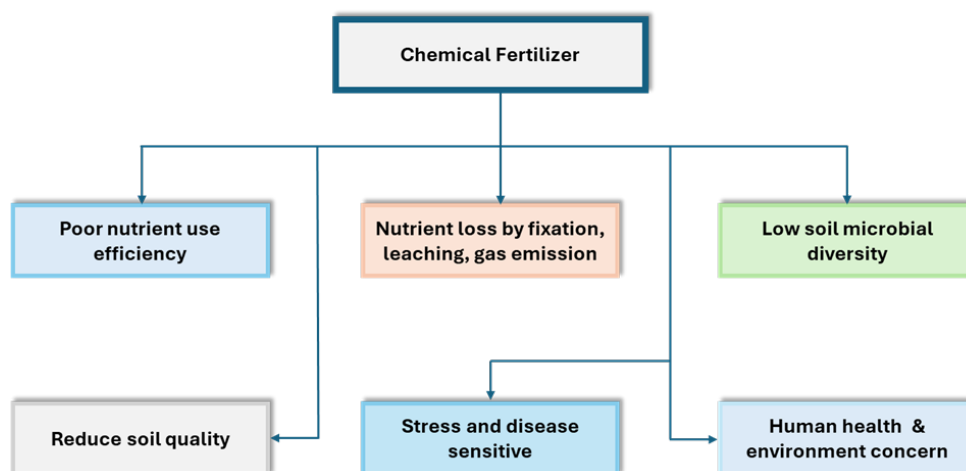 Chemical Fertilizer
Poor nutrient use
efficiency
Nutrient loss by fixation,
leaching, gas emission
Low soil microbial
diversity
Reduce soil quality
Stress and disease
sensitive
Human health & 
environment concern